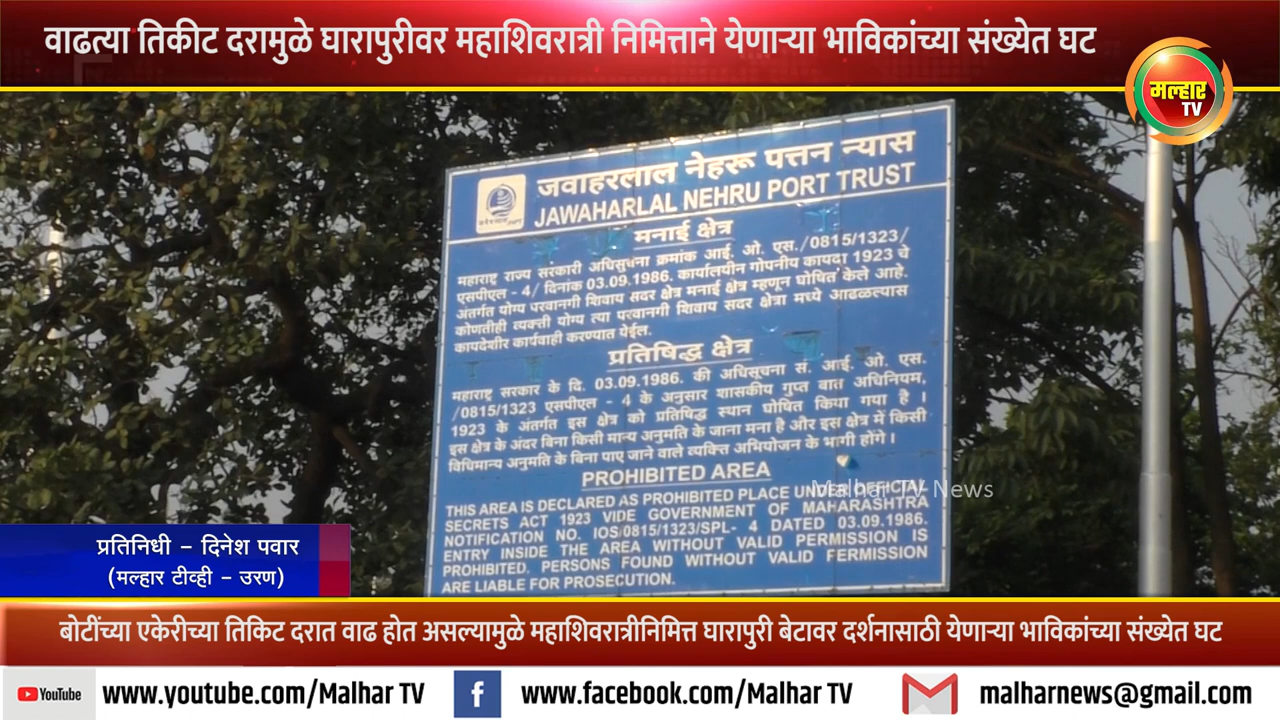 वाढत्या तिकीट दरामुळे घारापुरीवर महाशिवरात्री निमित्ताने येणाऱ्या भाविकांच्या संख्येत घट
मल्हार
TV
जवाहरलाल नेहरू पत्तन न्यास
JAWAHARLAL NEHRU PORT TRUST
मनाई क्षेत्र
महाराष्ट्र राज्य सरकारी अधिसुचना क्रमांक आई. ओ. एस./0815/1323/
एसपीएल - 4/ दिनांक 03.09.1986. कार्यालयीन गोपनीय कायदा 1923 चे
अंतर्गत योग्य परवानगी शिवाय सदर क्षेत्र मनाई क्षेत्र म्हणून घोषित केले आहे.
कोणतीही व्यक्ती योग्य त्या परवानगी शिवाय सदर क्षेत्रा मध्ये आढळल्यास
कायदेशीर कार्यवाही करण्यात येईल.
प्रतिषिद्ध क्षेत्र
महाराष्ट्र सरकार के दि. 03.09.1986. की अधिसूचना सं. आई. ओ. एस.
/0815/1323 एसपीएल - 4 के अनुसार शासकीय गुप्त बात अधिनियम,
1923 के अंतर्गत इस क्षेत्र को प्रतिषिद्ध स्थान घोषित किया गया है ।
इस क्षेत्र के अंदर बिना किसी मान्य अनुमति के जाना मना है और इस क्षेत्र में किसी
विधिमान्य अनुमति के बिना पाए जाने वाले व्यक्ति अभियोजन के भागी होंगे ।
PROHIBITED AREA
THIS AREA IS DECLARED AS PROHIBITED PLACE UNDER OFFICIAL
SECRETS ACT 1923 VIDE GOVERNMENT OF MAHARASHTRA
NOTIFICATION NO. IOS/0815/1323/SPL- 4 DATED 03.09.1986.
ENTRY INSIDE THE AREA WITHOUT VALID PERMISSION IS
PROHIBITED. PERSONS FOUND WITHOUT VALID PERMISSION
ARE LIABLE FOR PROSECUTION.
Malhar TV News
प्रतिनिधी – दिनेश पवार
(मल्हार टीव्ही – उरण)
बोटींच्या एकेरीच्या तिकिट दरात वाढ होत असल्यामुळे महाशिवरात्रीनिमित्त घारापुरी बेटावर दर्शनासाठी येणाऱ्या भाविकांच्या संख्येत घट
YouTube www.youtube.com/Malhar TV www.facebook.com/Malhar TV malharnews@gmail.com